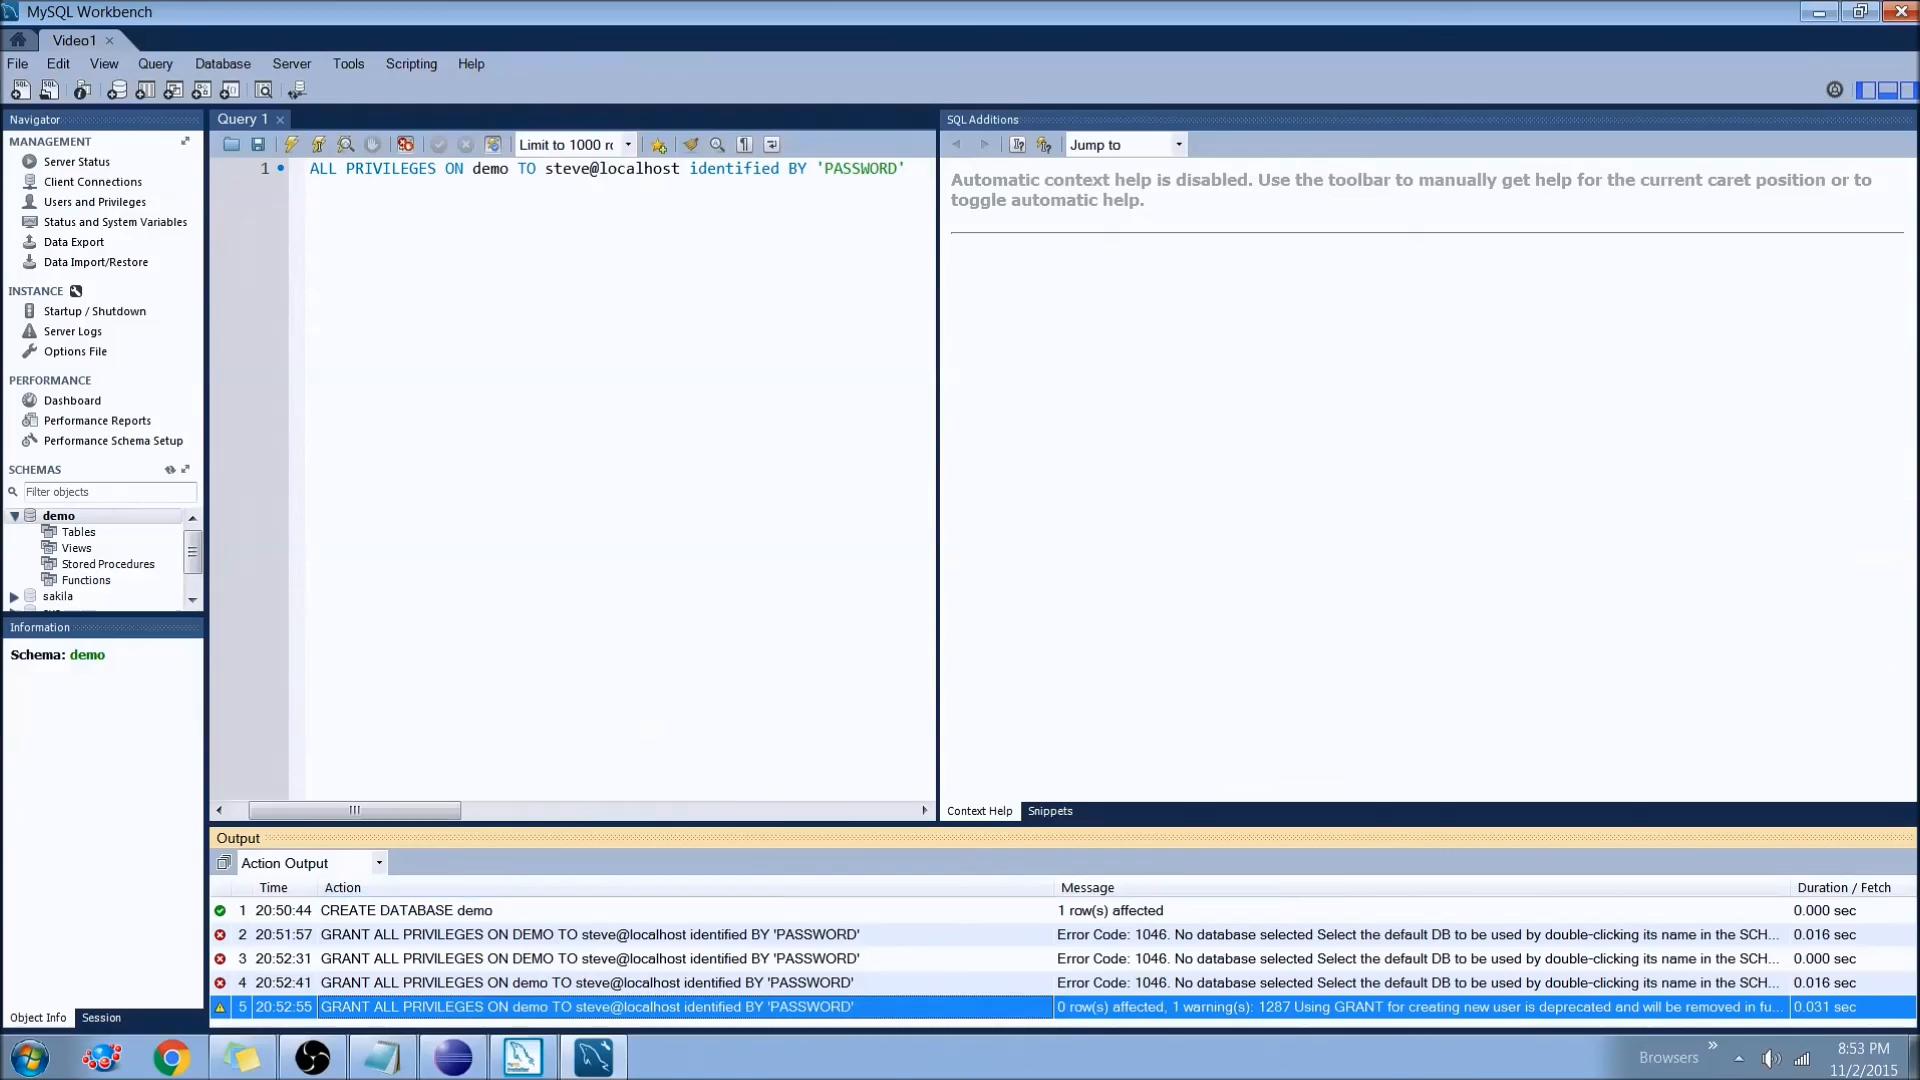 MySQL Workbench
Video1
File Edit View Query Database Server Tools Scripting Help
Navigator
MANAGEMENT
Server Status
Client Connections
Users and Privileges
Status and System Variables
Data Export
Data Import/Restore
INSTANCE
Startup / Shutdown
Server Logs
Options File
PERFORMANCE
Dashboard
Performance Reports
Performance Schema Setup
SCHEMAS
Filter objects
demo
Tables
Views
Stored Procedures
Functions
sakila
Information
Schema: demo
Object Info Session
Query 1
Limit to 1000 rc
1 ALL PRIVILEGES ON demo TO steve@localhost identified BY 'PASSWORD'
SQL Additions
Jump to
Automatic context help is disabled. Use the toolbar to manually get help for the current caret position or to
toggle automatic help.
Context Help Snippets
Output
Action Output
Time Action Message Duration / Fetch
1 20:50:44 CREATE DATABASE demo 1 row(s) affected 0.000 sec
2 20:51:57 GRANT ALL PRIVILEGES ON DEMO TO steve@localhost identified BY 'PASSWORD' Error Code: 1046. No database selected Select the default DB to be used by double-clicking its name in the SCH... 0.016 sec
3 20:52:31 GRANT ALL PRIVILEGES ON DEMO TO steve@localhost identified BY 'PASSWORD' Error Code: 1046. No database selected Select the default DB to be used by double-clicking its name in the SCH... 0.000 sec
4 20:52:41 GRANT ALL PRIVILEGES ON demo TO steve@localhost identified BY 'PASSWORD' Error Code: 1046. No database selected Select the default DB to be used by double-clicking its name in the SCH... 0.016 sec
5 20:52:55 GRANT ALL PRIVILEGES ON demo TO steve@localhost identified BY 'PASSWORD' 0 row(s) affected, 1 warning(s): 1287 Using GRANT for creating new user is deprecated and will be removed in fu... 0.031 sec
Browsers
8:53 PM
11/2/2015